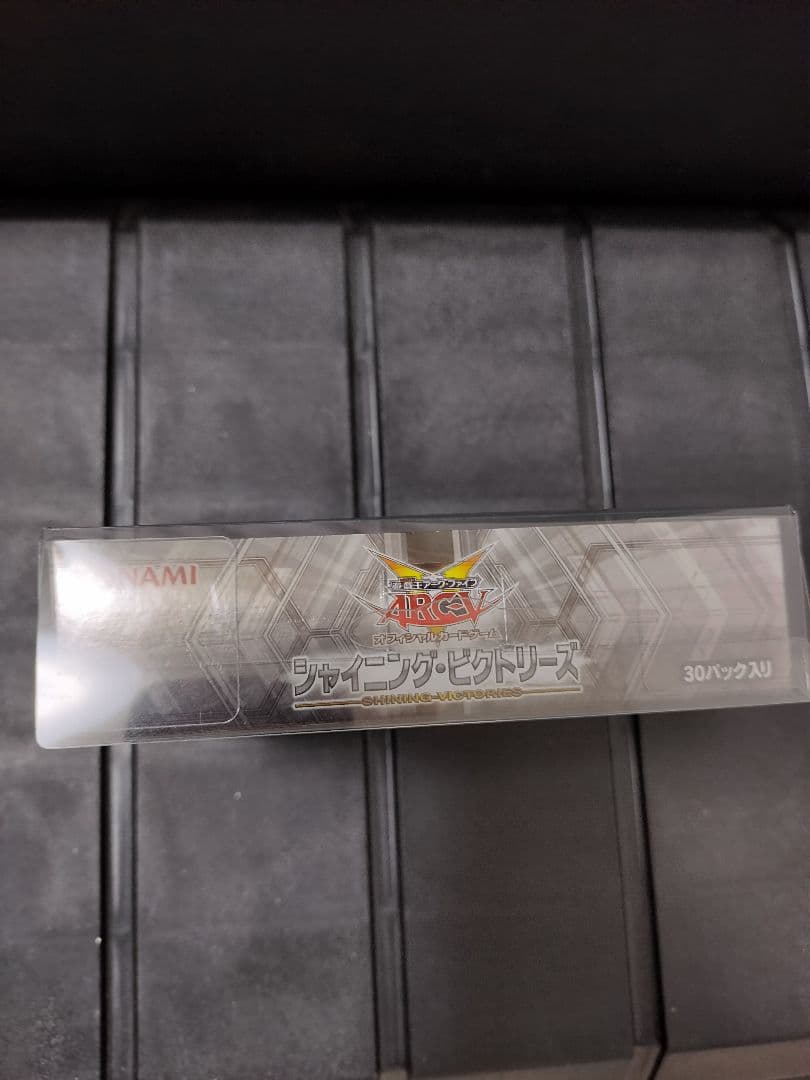 KONAMI
遊戯王アークファイブ
ARC-V
オフィシャルカードゲーム
シャイニング・ビクトリーズ
SHINING VICTORIES
30パック入り